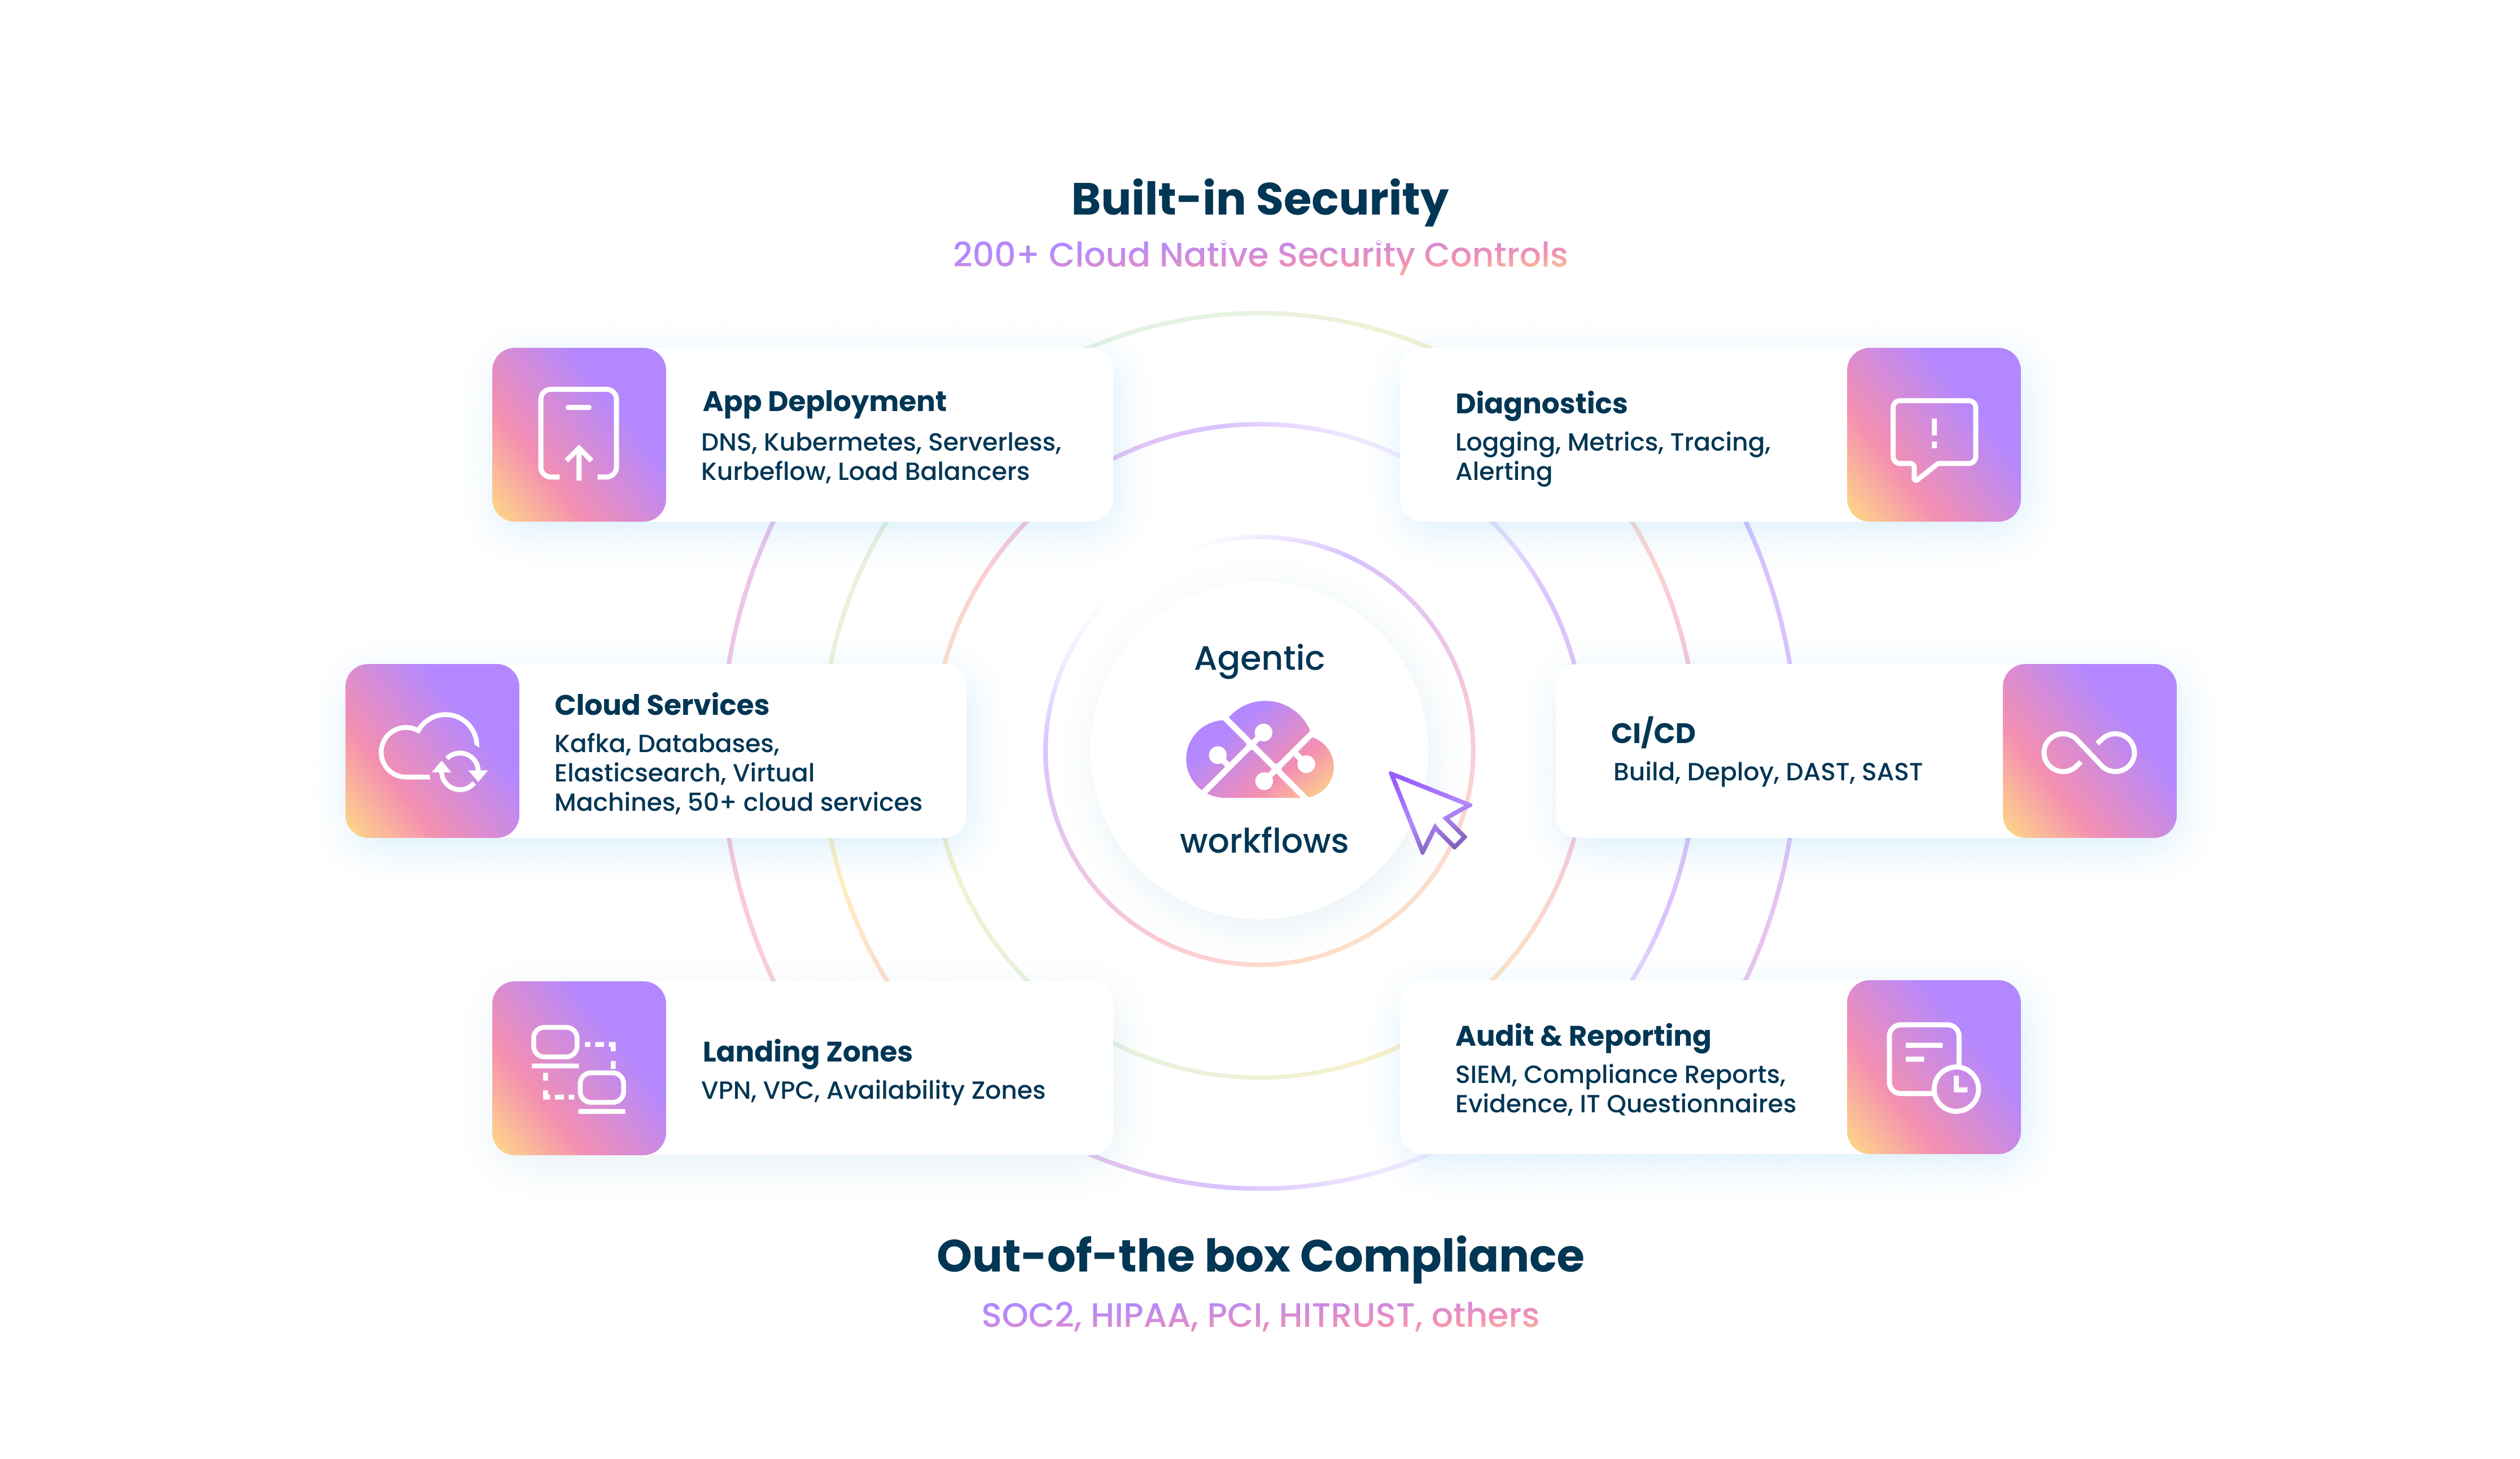 Built-in Security
200+ Cloud Native Security Controls
App Deployment
DNS, Kubermetes, Serverless,
Kurbeflow, Load Balancers
Diagnostics
Logging, Metrics, Tracing,
Alerting
Cloud Services
Kafka, Databases,
Elasticsearch, Virtual
Machines, 50+ cloud services
Agentic
workflows
CI/CD
Build, Deploy, DAST, SAST
Landing Zones
VPN, VPC, Availability Zones
Audit & Reporting
SIEM, Compliance Reports,
Evidence, IT Questionnaires
Out-of-the box Compliance
SOC2, HIPAA, PCI, HITRUST, others